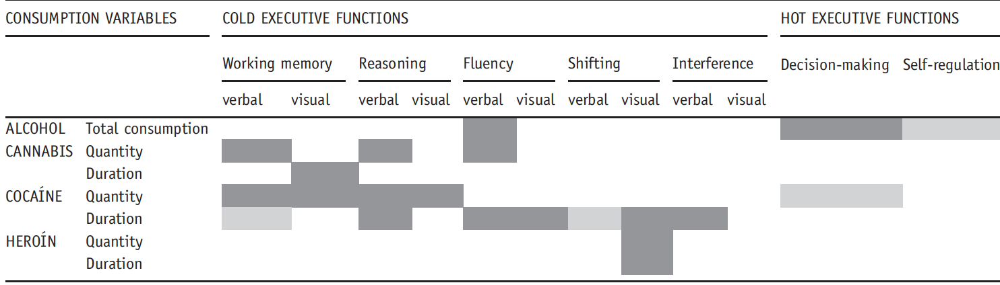 CONSUMPTION VARIABLES COLD EXECUTIVE FUNCTIONS HOT EXECUTIVE FUNCTIONS
Working memory Reasoning Fluency Shifting Interference Decision-making Self-regulation
verbal visual verbal visual verbal visual verbal visual verbal visual
ALCOHOL Total consumption
CANNABIS Quantity
Duration
COCAÍNE Quantity
Duration
HEROÍN Quantity
Duration